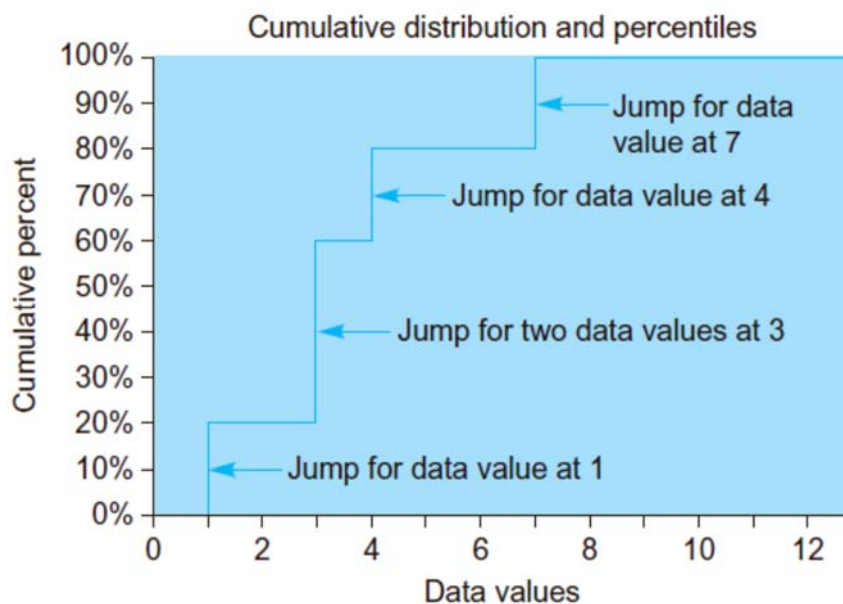 Cumulative distribution and percentiles
100%
90%
80%
70%
60%
50%
40%
30%
20%
10%
0%
Cumulative percent
Jump for data
value at 7
Jump for data value at 4
Jump for two data values at 3
Jump for data value at 1
0 2 4 6 8 10 12
Data values